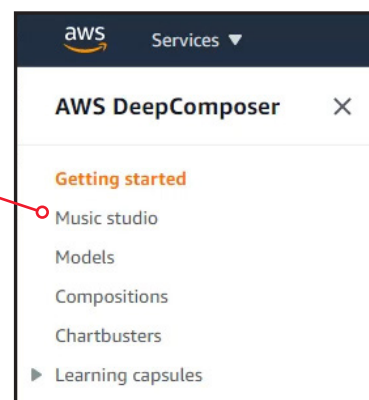 aws Services ▼
AWS DeepComposer ×
Getting started
Music studio
Models
Compositions
Chartbusters
▶ Learning capsules